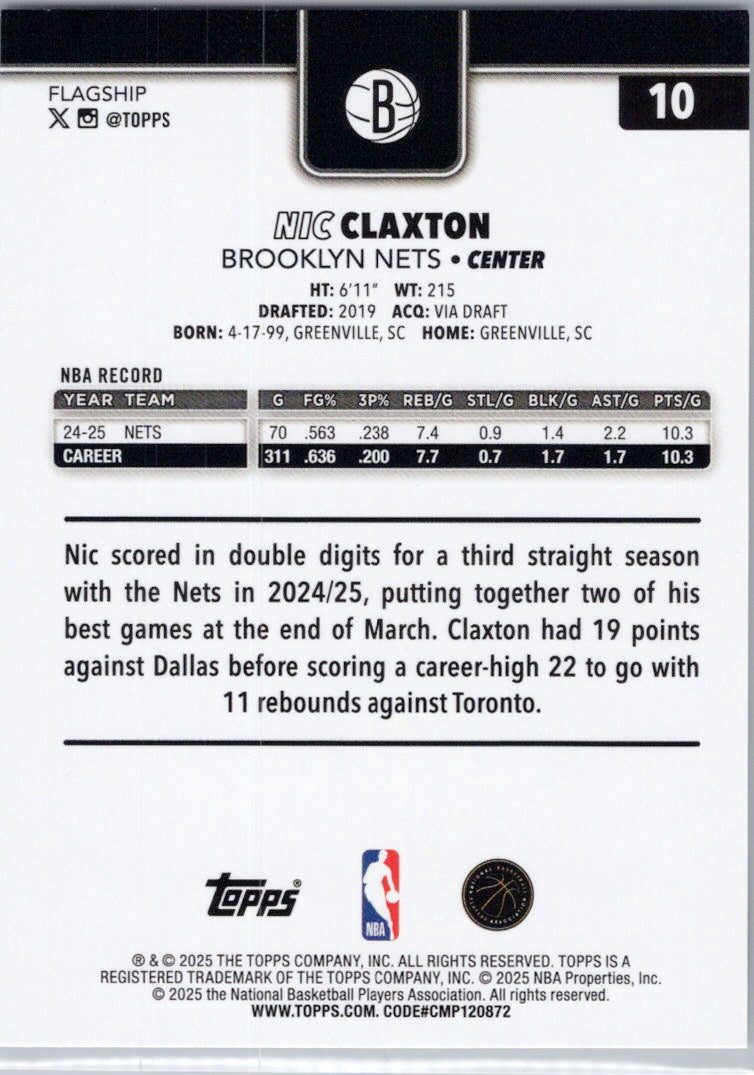 FLAGSHIP
@TOPPS
B
10
NIC CLAXTON
BROOKLYN NETS • CENTER
HT: 6'11" WT: 215
DRAFTED: 2019 ACQ: VIA DRAFT
BORN: 4-17-99, GREENVILLE, SC HOME: GREENVILLE, SC
NBA RECORD
YEAR TEAM G FG% 3P% REB/G STL/G BLK/G AST/G PTS/G
24-25 NETS 70 .563 .238 7.4 0.9 1.4 2.2 10.3
CAREER 311 .636 .200 7.7 0.7 1.7 1.7 10.3
Nic scored in double digits for a third straight season
with the Nets in 2024/25, putting together two of his
best games at the end of March. Claxton had 19 points
against Dallas before scoring a career-high 22 to go with
11 rebounds against Toronto.
Topps®
NBA
® & © 2025 THE TOPPS COMPANY, INC. ALL RIGHTS RESERVED. TOPPS IS A
REGISTERED TRADEMARK OF THE TOPPS COMPANY, INC. © 2025 NBA Properties, Inc.
© 2025 the National Basketball Players Association. All rights reserved.
WWW.TOPPS.COM. CODE#CMP120872